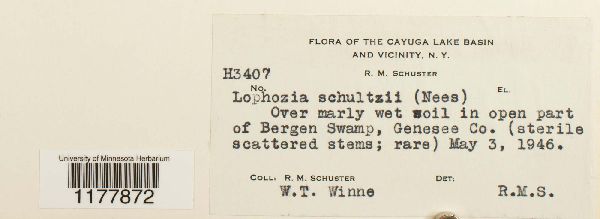 FLORA OF THE CAYUGA LAKE BASIN
AND VICINITY, N. Y.
H3407 R. M. SCHUSTER
No. EL.
Lophozia schultzii (Nees)
Over marly wet soil in open part
of Bergen Swamp, Genesee Co. (sterile
scattered stems; rare) May 3, 1946.
COLL. R. M. SCHUSTER DET:
W.T. Winne R.M.S.
University of Minnesota Herbarium
1177872